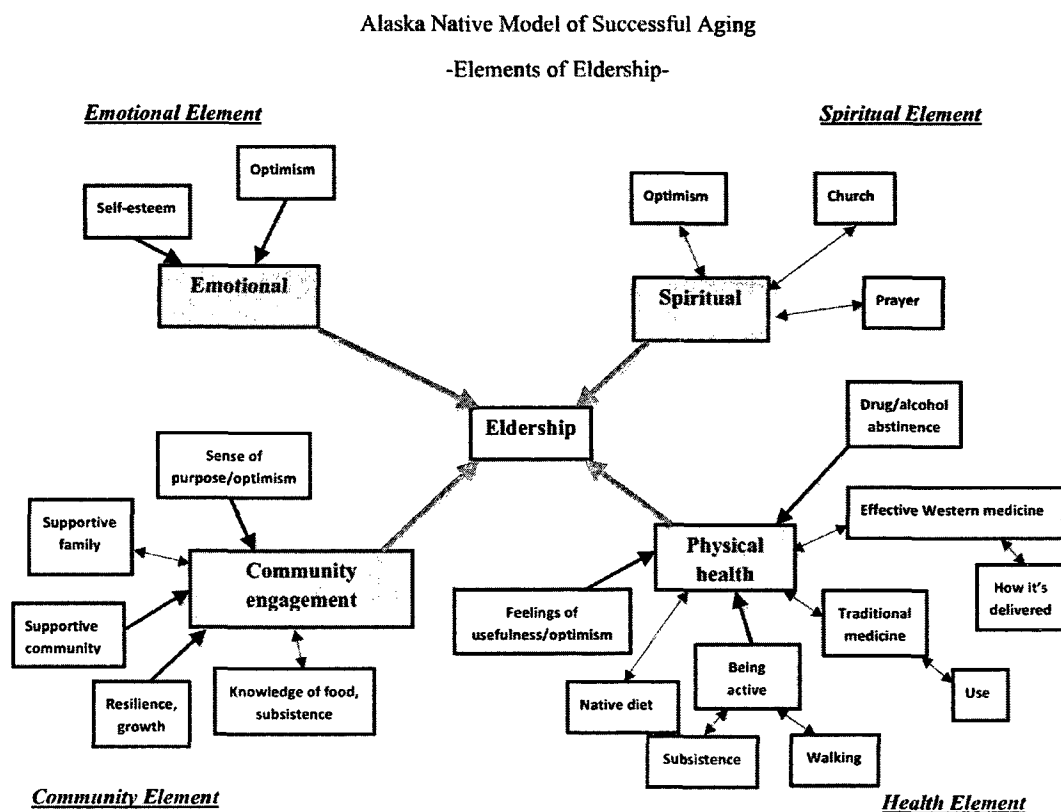 Alaska Native Model of Successful Aging
-Elements of Eldership-
Emotional Element
Spiritual Element
Optimism
Self-esteem
Emotional
Optimism
Church
Spiritual
Prayer
Eldership
Drug/alcohol
abstinence
Sense of
purpose/optimism
Supportive
family
Community
engagement
Supportive
community
Resilience,
growth
Knowledge of food,
subsistence
Effective Western medicine
Physical
health
How it's
delivered
Feelings of
usefulness/optimism
Traditional
medicine
Being
active
Use
Native diet
Subsistence
Walking
Community Element
Health Element